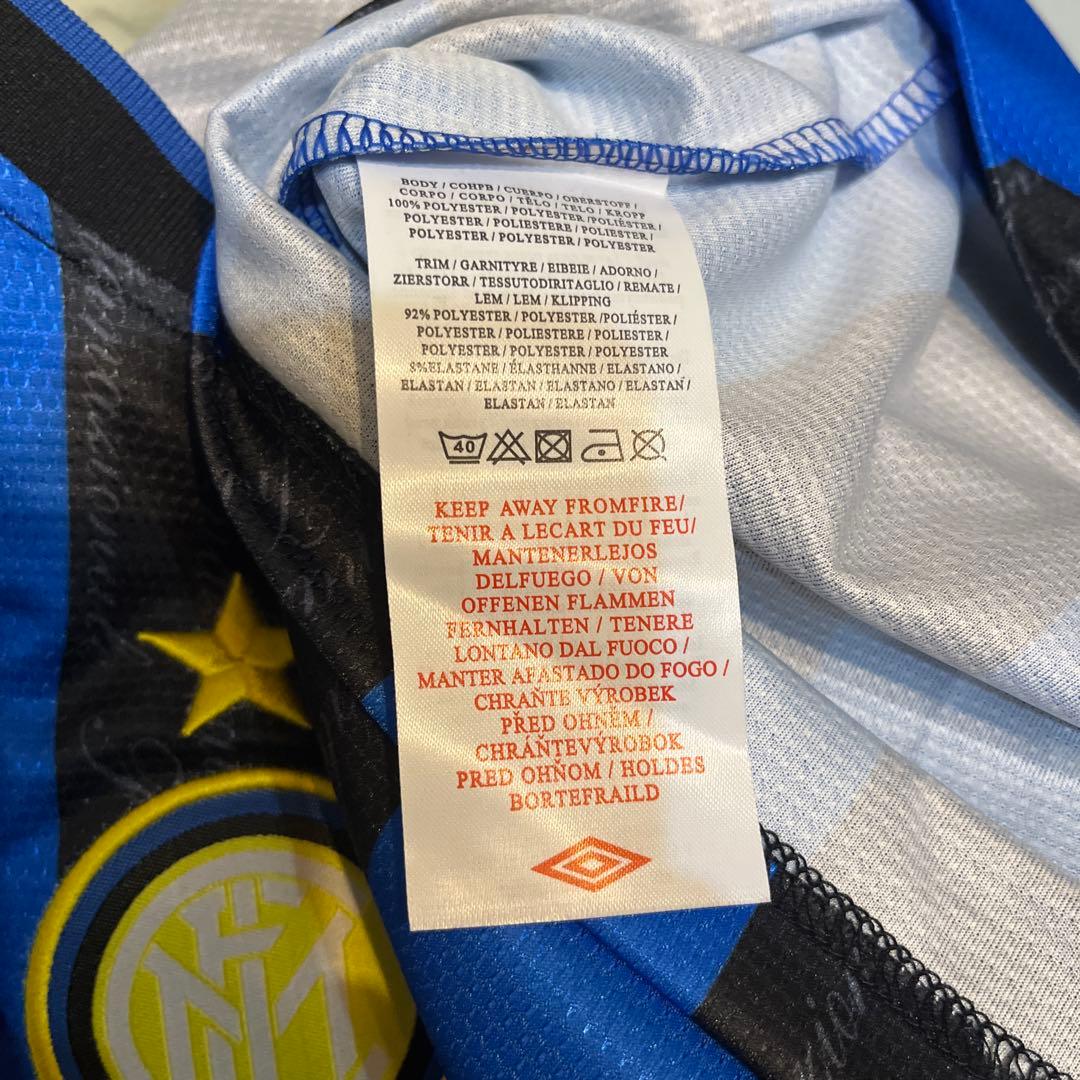 BODY / COHPB / CUERPO / OBERSTOFF /
CORPO / CORPO / TĚLO / TELO / KROPP
100% POLYESTER / POLYESTER /POLIÉSTER /
POLYESTER / POLIESTERE / POLIESTER /
POLYESTER / POLYESTER / POLYESTER
TRIM / GARNITYRE / EIBEIE / ADORNO /
ZIERSTORR / TESSUTODIRITAGLIO / REMATE /
LEM / LEM / KLIPPING
92% POLYESTER / POLYESTER /POLIÉSTER /
POLYESTER / POLIESTERE / POLIESTER /
POLYESTER / POLYESTER / POLYESTER
8%ELASTANE / ÉLASTHANNE / ELASTANO /
ELASTAN / ELASTAN / ELASTANO / ELASTAN /
ELASTAN / ELASTAN
40
KEEP AWAY FROMFIRE/
TENIR A LECART DU FEU/
MANTENERLEJOS
DELFUEGO / VON
OFFENEN FLAMMEN
FERNHALTEN / TENERE
LONTANO DAL FUOCO /
MANTER AFASTADO DO FOGO /
CHRAŇTE VÝROBEK
PŘED OHNĚM /
CHRÁŇTEVÝROBOK
PRED OHŇOM / HOLDES
BORTEFRAILD